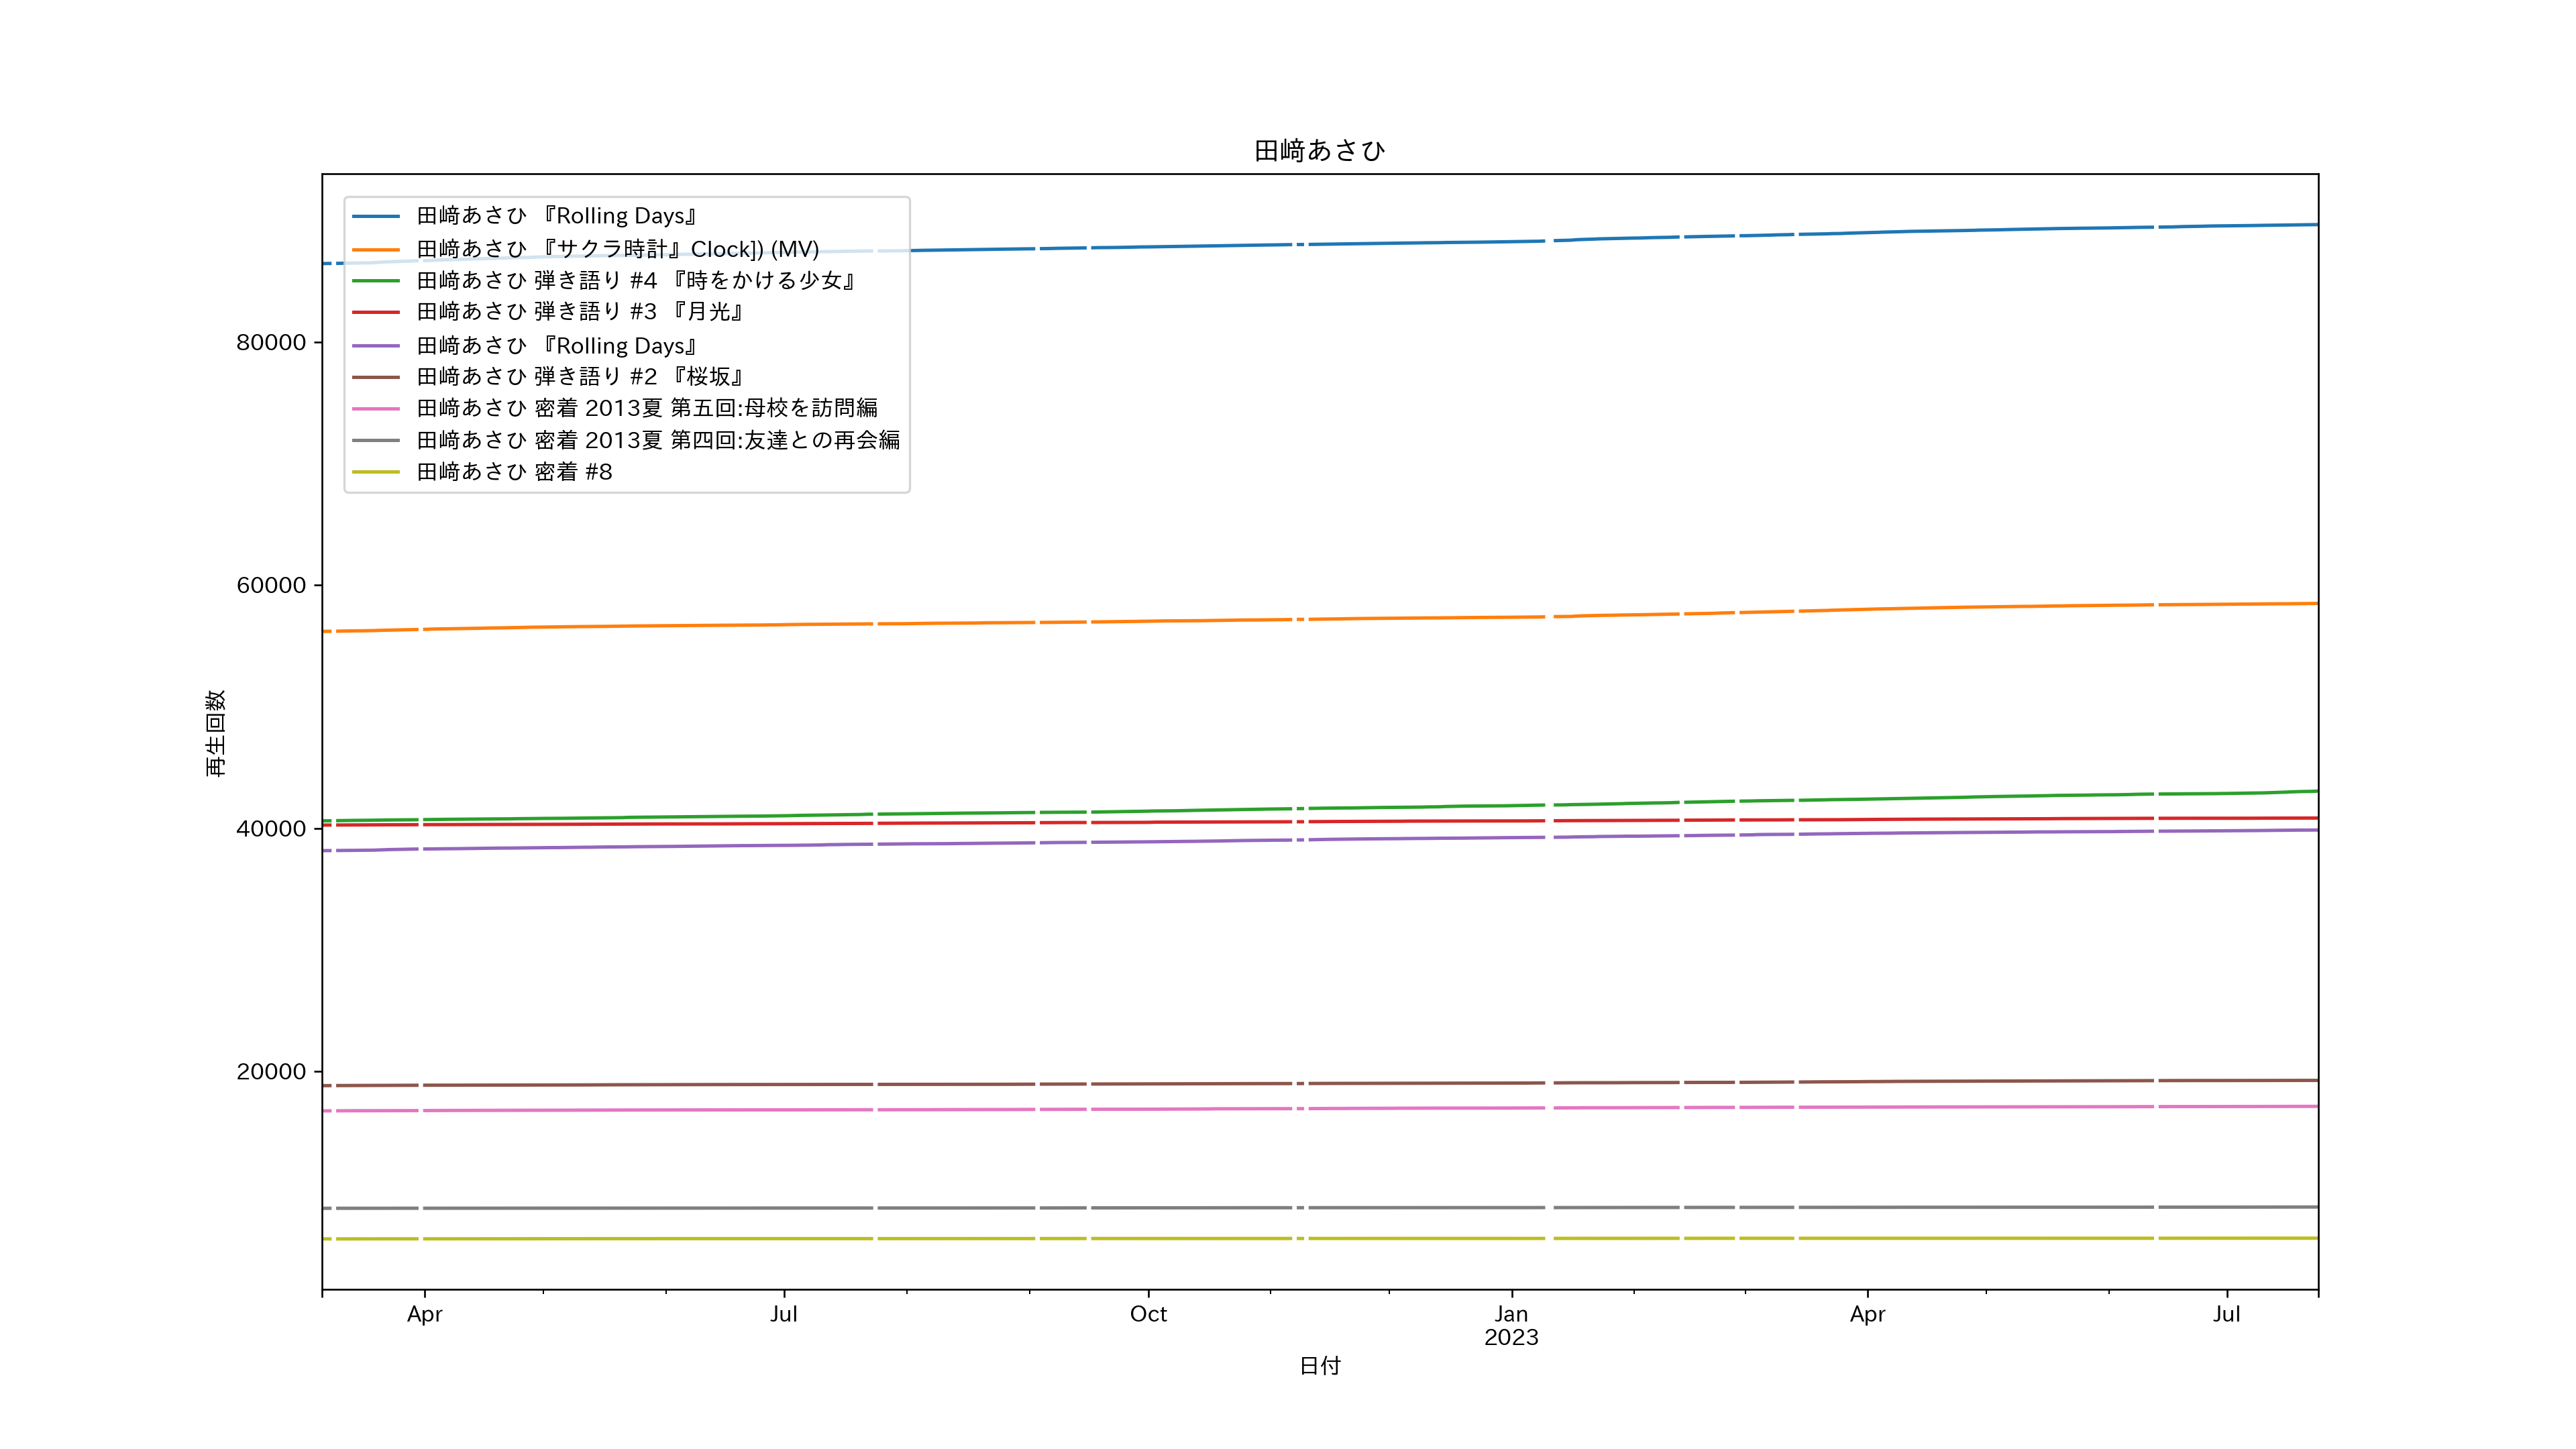 田﨑あさひ
田﨑あさひ 『Rolling Days』
田﨑あさひ 『サクラ時計』Clock]) (MV)
田﨑あさひ 弾き語り #4 『時をかける少女』
田﨑あさひ 弾き語り #3 『月光』
田﨑あさひ 『Rolling Days』
田﨑あさひ 弾き語り #2 『桜坂』
田﨑あさひ 密着 2013夏 第五回:母校を訪問編
田﨑あさひ 密着 2013夏 第四回:友達との再会編
田﨑あさひ 密着 #8
80000
60000
40000
20000
再生回数
Apr
Jul
Oct
Jan
2023
Apr
Jul
日付